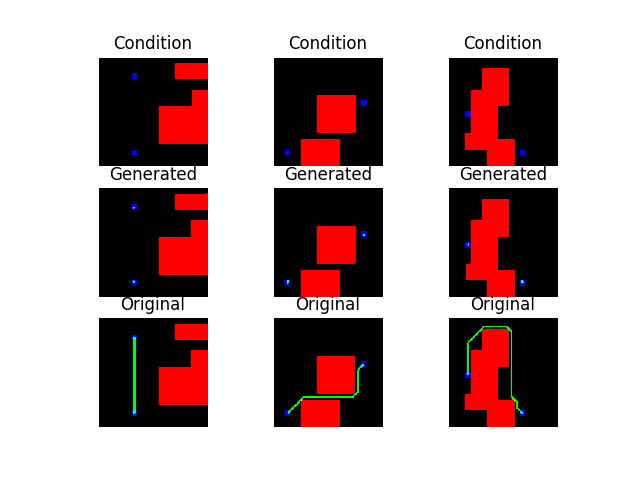 Condition Condition Condition
Generated Generated Generated
Original Original Original